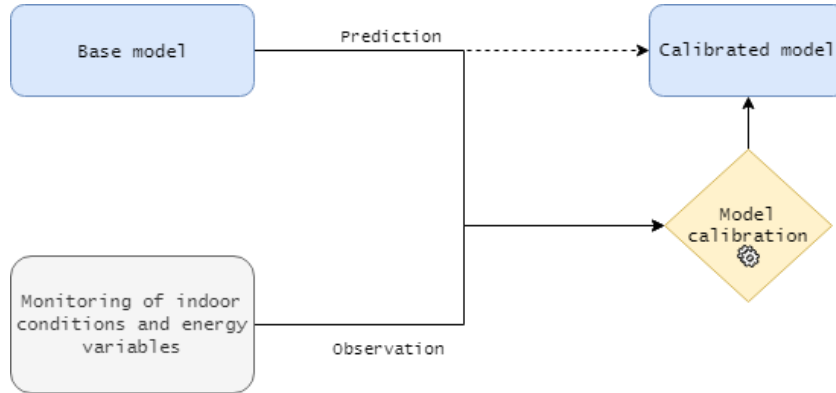 Base model
Prediction
Calibrated model
Model
calibration
Monitoring of indoor
conditions and energy
variables
Observation